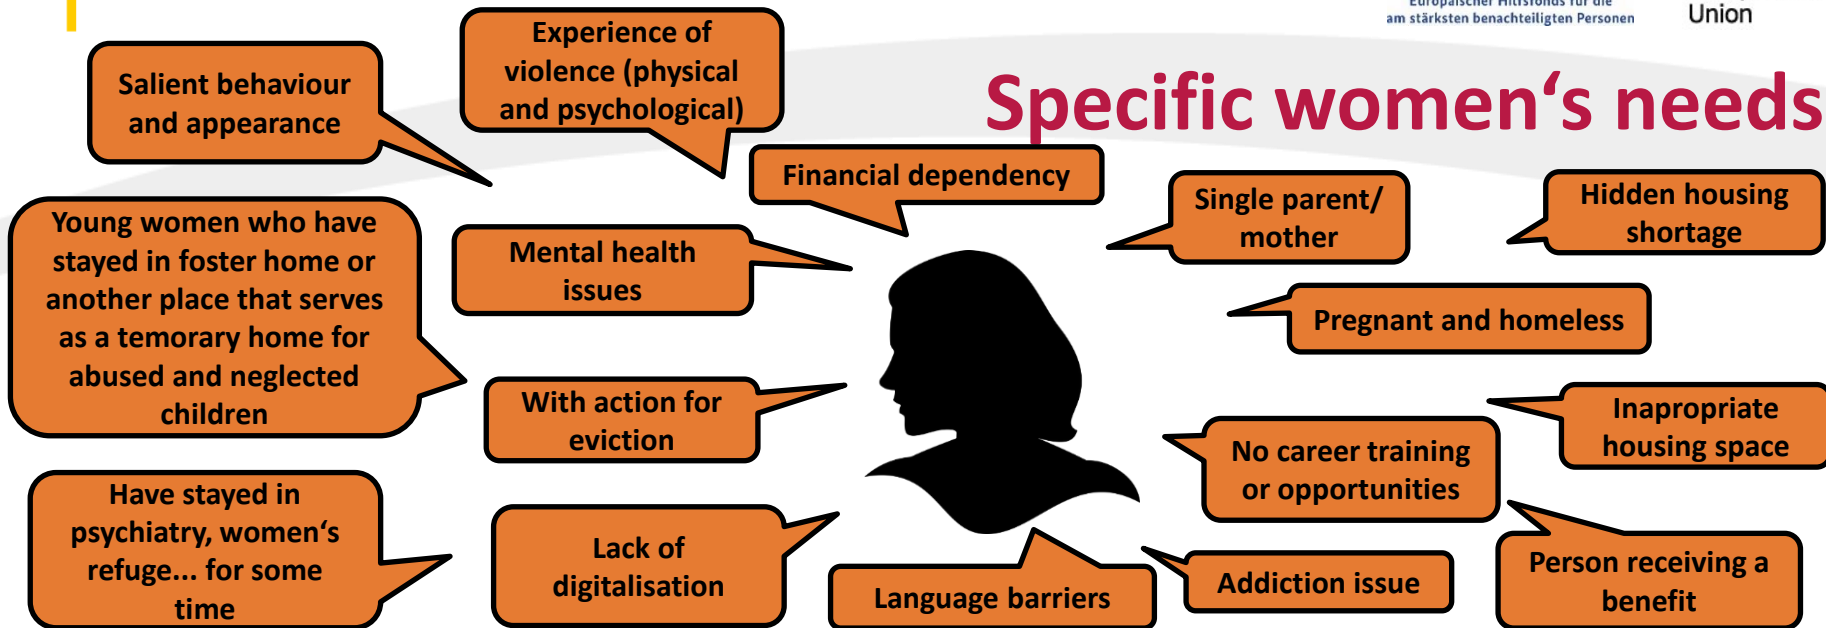 Europäischer Hilfsfonds für die
am stärksten benachteiligten Personen
Union
Specific women‘s needs
Salient behaviour
and appearance
Experience of
violence (physical
and psychological)
Financial dependency
Single parent/
mother
Hidden housing
shortage
Young women who have
stayed in foster home or
another place that serves
as a temorary home for
abused and neglected
children
Mental health
issues
Pregnant and homeless
With action for
eviction
Inapropriate
housing space
No career training
or opportunities
Have stayed in
psychiatry, women‘s
refuge... for some
time
Lack of
digitalisation
Language barriers
Addiction issue
Person receiving a
benefit